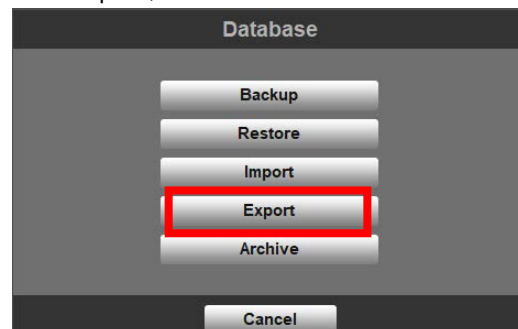 Database
Backup
Restore
Import
Export
Archive
Cancel